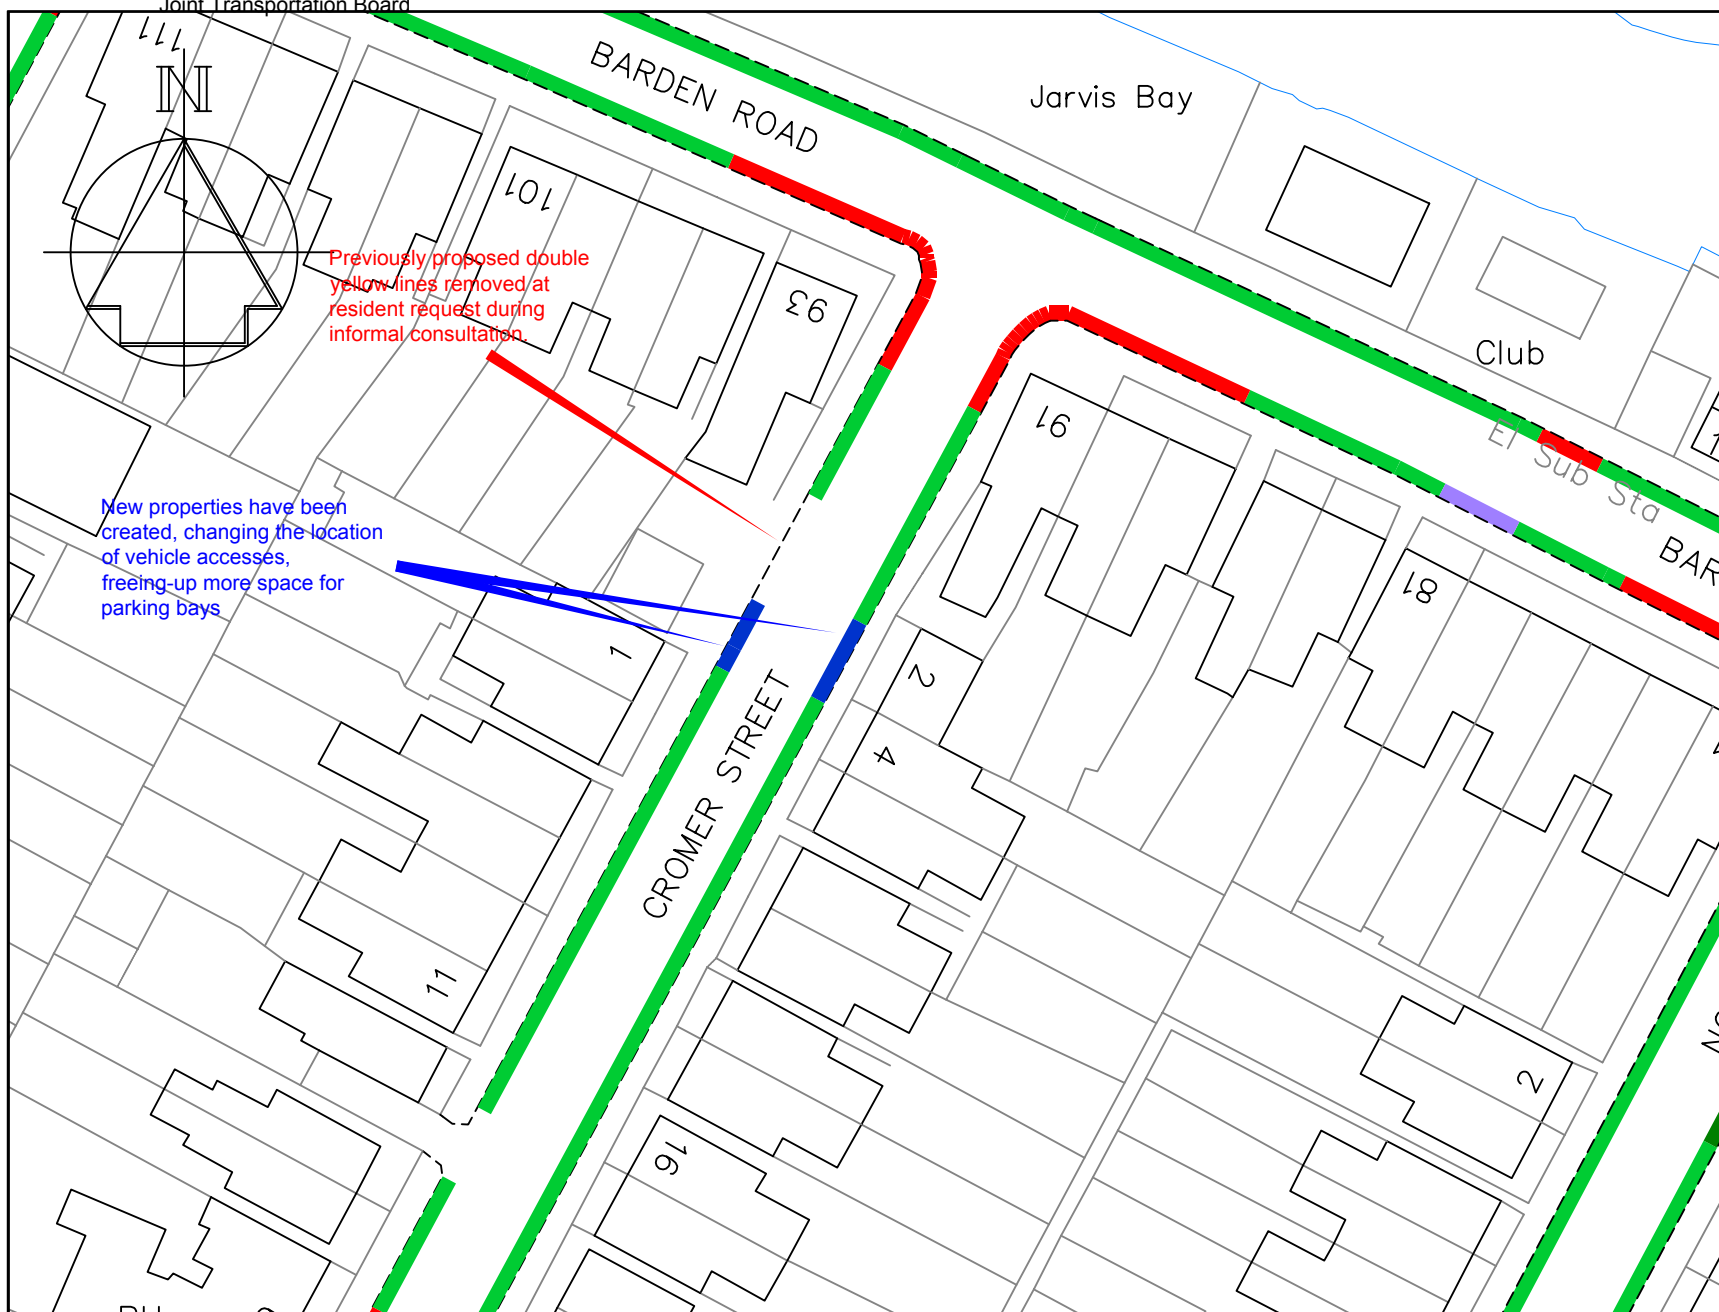 Joint Transportation Board
111
N
BARDEN ROAD
Jarvis Bay
101
Previously proposed double
yellow lines removed at
resident request during
informal consultation.
93
Club
91
El Sub Sta
BAR
81
New properties have been
created, changing the location
of vehicle accesses,
freeing-up more space for
parking bays
1
2
4
CROMER STREET
11
2
16